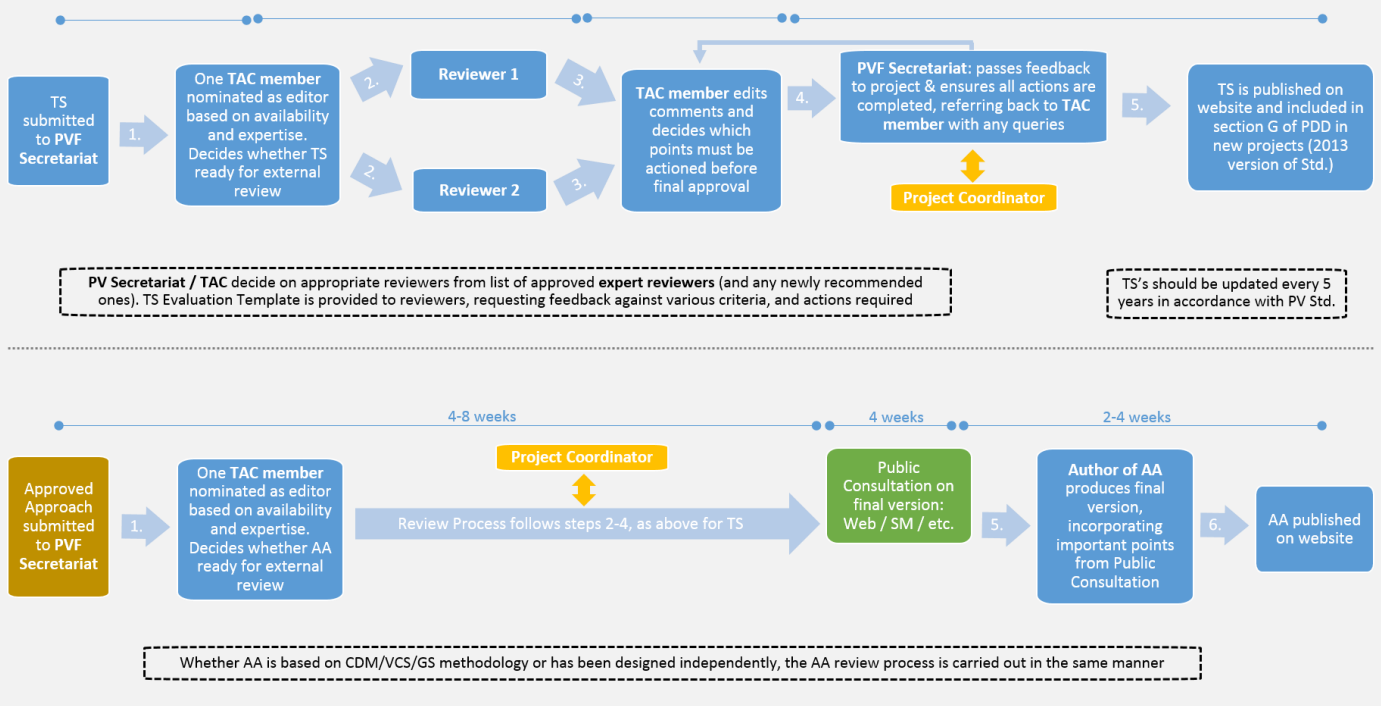 TS
submitted
to PVF
Secretariat
1.
One TAC member
nominated as editor
based on availability
and expertise.
Decides whether TS
ready for external
review
2.
2.
Reviewer 1
Reviewer 2
3.
3.
TAC member edits
comments and
decides which
points must be
actioned before
final approval
4.
PVF Secretariat: passes feedback
to project & ensures all actions are
completed, referring back to TAC
member with any queries
Project Coordinator
5.
TS is published on
website and included in
section G of PDD in
new projects (2013
version of Std.)
PV Secretariat / TAC decide on appropriate reviewers from list of approved expert reviewers (and any newly recommended
ones). TS Evaluation Template is provided to reviewers, requesting feedback against various criteria, and actions required
TS's should be updated every 5
years in accordance with PV Std.
4-8 weeks
4 weeks
2-4 weeks
Approved
Approach
submitted
to PVF
Secretariat
1.
One TAC member
nominated as editor
based on availability
and expertise.
Decides whether AA
ready for external
review
Project Coordinator
Review Process follows steps 2-4, as above for TS
Public
Consultation on
final version:
Web / SM / etc.
5.
Author of AA
produces final
version,
incorporating
important points
from Public
Consultation
6.
AA published
on website
Whether AA is based on CDM/VCS/GS methodology or has been designed independently, the AA review process is carried out in the same manner